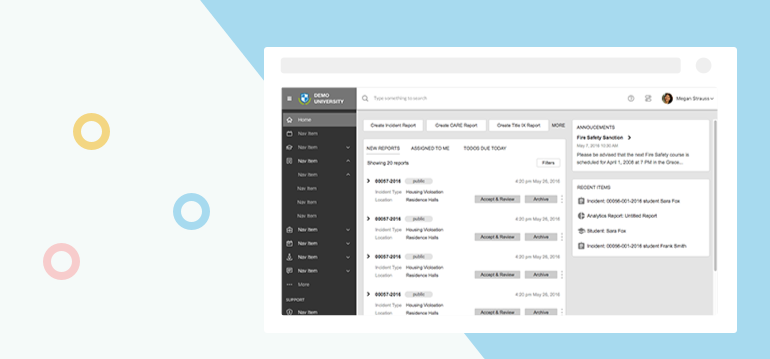 DEMO
UNIVERSITY
Type something to search
Megan Strauss
Home
Nav Item
Nav Item
Nav Item
Nav Item
Nav Item
Nav Item
Nav Item
Nav Item
Nav Item
Nav Item
Nav Item
More
SUPPORT
Nav Item
Create Incident Report
Create CARE Report
Create Title IX Report
MORE
NEW REPORTS
ASSIGNED TO ME
TODOS DUE TODAY
Showing 20 reports
Filters
00057-2016 public 4:20 pm May 26, 2016
Incident Type Housing Violation
Location Residence Halls Accept & Review Archive
00057-2016 public 4:20 pm May 26, 2016
Incident Type Housing Violation
Location Residence Halls Accept & Review Archive
00057-2016 public 4:20 pm May 26, 2016
Incident Type Housing Violation
Location Residence Halls Accept & Review Archive
00057-2016 public 4:20 pm May 26, 2016
Incident Type Housing Violation
Location Residence Halls Accept & Review Archive
ANNOUCEMENTS
Fire Safety Sanction
May 7, 2016 10:30 AM
Please be advised that the next Fire Safety course is
scheduled for April 1, 2008 at 7 PM in the Grace...
RECENT ITEMS
Incident: 00066-001-2016 student Sara Fox
Analytics Report: Untitled Report
Student: Sara Fox
Incident: 00066-001-2016 student Frank Smith